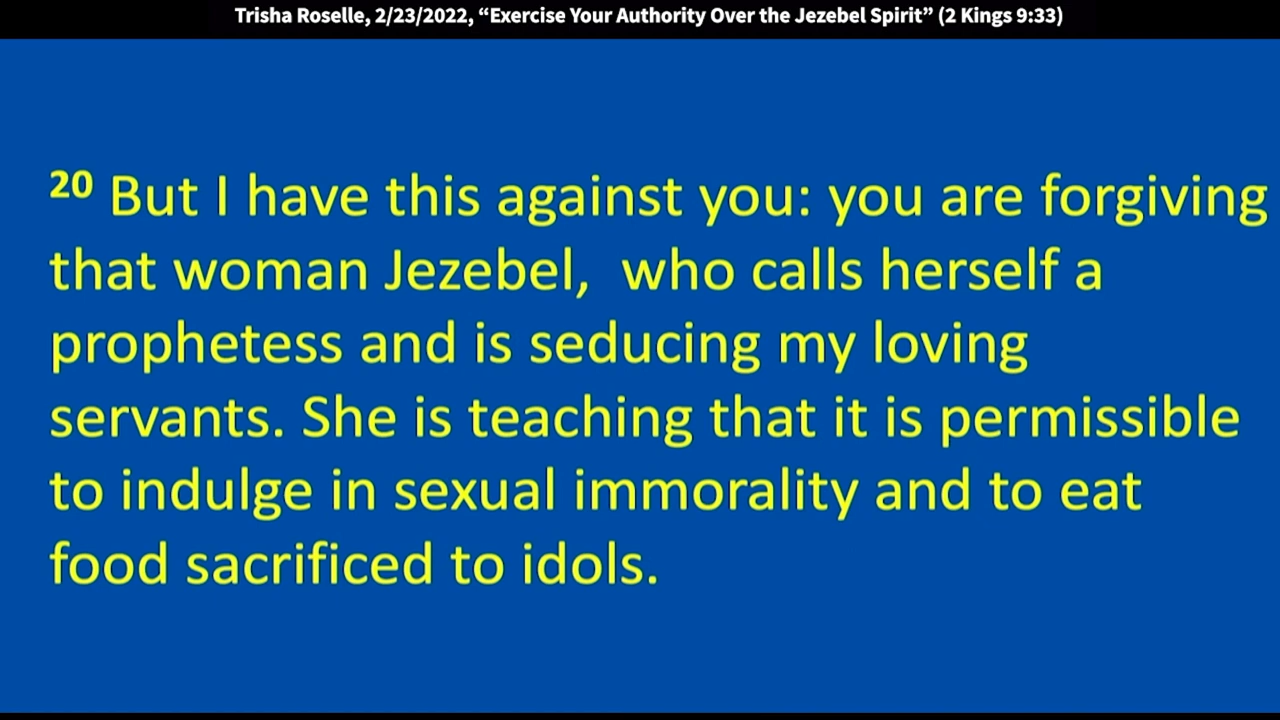 Trisha Roselle, 2/23/2022, “Exercise Your Authority Over the Jezebel Spirit” (2 Kings 9:33)
20 But I have this against you: you are forgiving
that woman Jezebel,  who calls herself a
prophetess and is seducing my loving
servants. She is teaching that it is permissible
to indulge in sexual immorality and to eat
food sacrificed to idols.